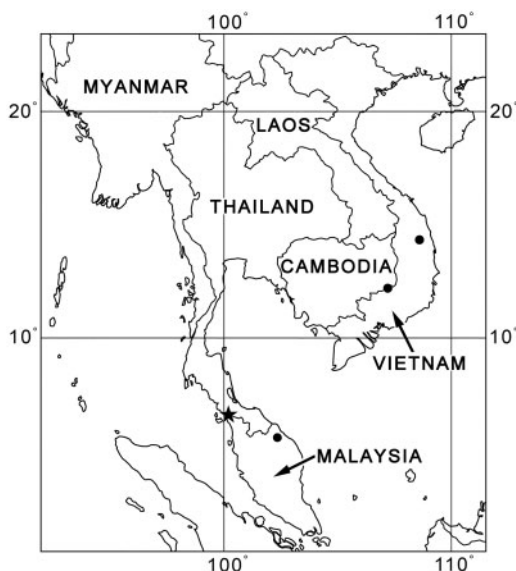 100° 110°
MYANMAR
20° 20°
LAOS
THAILAND
CAMBODIA
10° 10°
VIETNAM
MALAYSIA
100° 110°